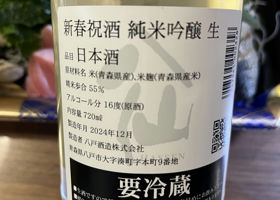 新春祝酒 純米吟醸 生
品目 日本酒
原材料名 米(青森県産)、米麹(青森県産米)
精米歩合 55%
アルコール分 16度(原酒)
内容量 720ml
製造年月 2024年12月
製造者 八戸酒造株式会社
青森県八戸市大字湊町字本町9番地
要冷蔵